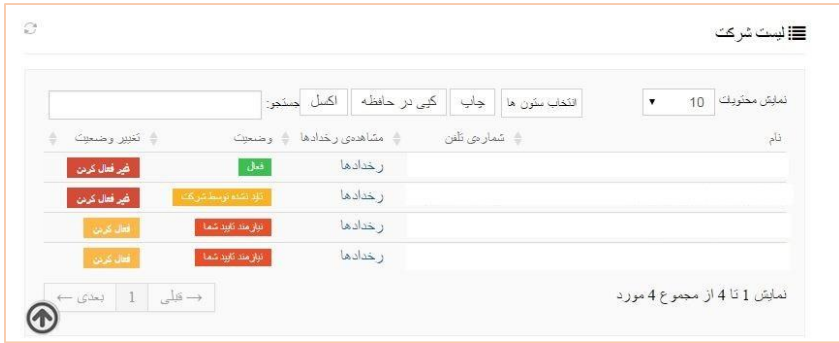 لیست شرکت
نمایش محتویات 10 انتخاب ستون ها چاپ کپی در حافظه اکسل جستجو:
نام شماره‌ی تلفن مشاهده‌ی رخدادها وضعیت تغییر وضعیت
رخدادها فعال غیر فعال کردن
رخدادها تایید نشده توسط شرکت غیر فعال کردن
رخدادها نیازمند تایید شما فعال کردن
رخدادها نیازمند تایید شما فعال کردن
نمایش 1 تا 4 از مجموع 4 مورد
→ قبلی 1 بعدی ←